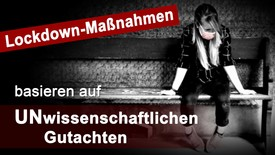 Lockdown-Maßnahmen
basieren auf
UNwissenschaftlichen
Gutachten